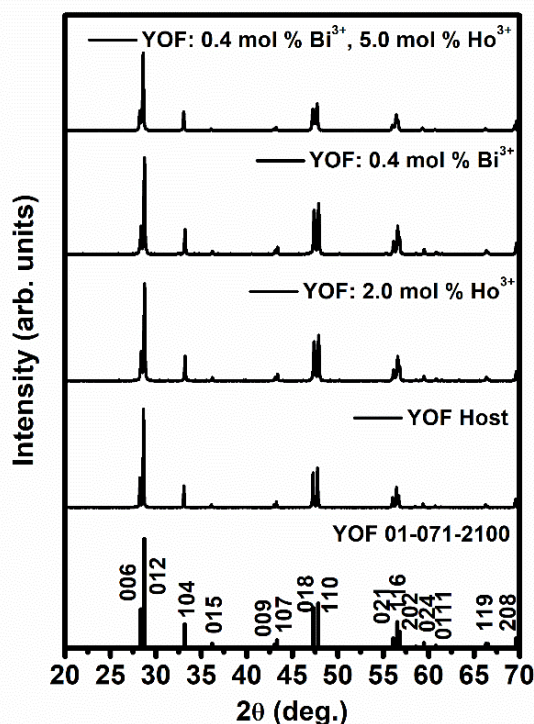 YOF: 0.4 mol % Bi³⁺, 5.0 mol % Ho³⁺
YOF: 0.4 mol % Bi³⁺
YOF: 2.0 mol % Ho³⁺
YOF Host
YOF 01-071-2100
Intensity (arb. units)
006
012
104
015
009
107
018
110
021
116
202
024
0111
119
208
20 25 30 35 40 45 50 55 60 65 70
2θ (deg.)